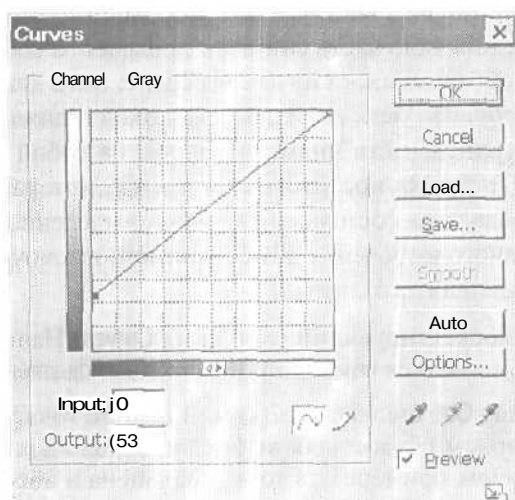 Curves
Channel Gray
OK
Cancel
Load...
Save...
Smooth
Auto
Options...
Input; j0
Output; (53
Preview